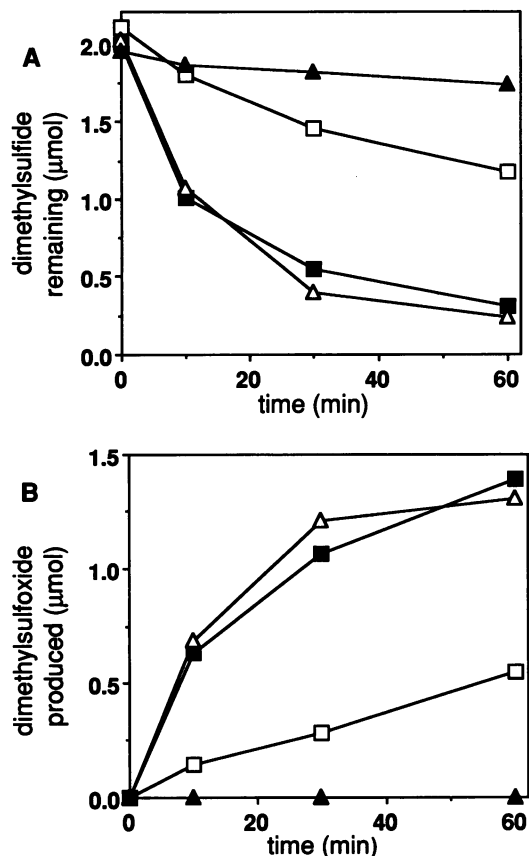 A
dimethylsulfide
remaining (μmol)
2.0
1.5
1.0
0.5
0.0
0 20 40 60
time (min)
B
dimethylsulfoxide
produced (μmol)
1.5
1.0
0.5
0.0
0 20 40 60
time (min)